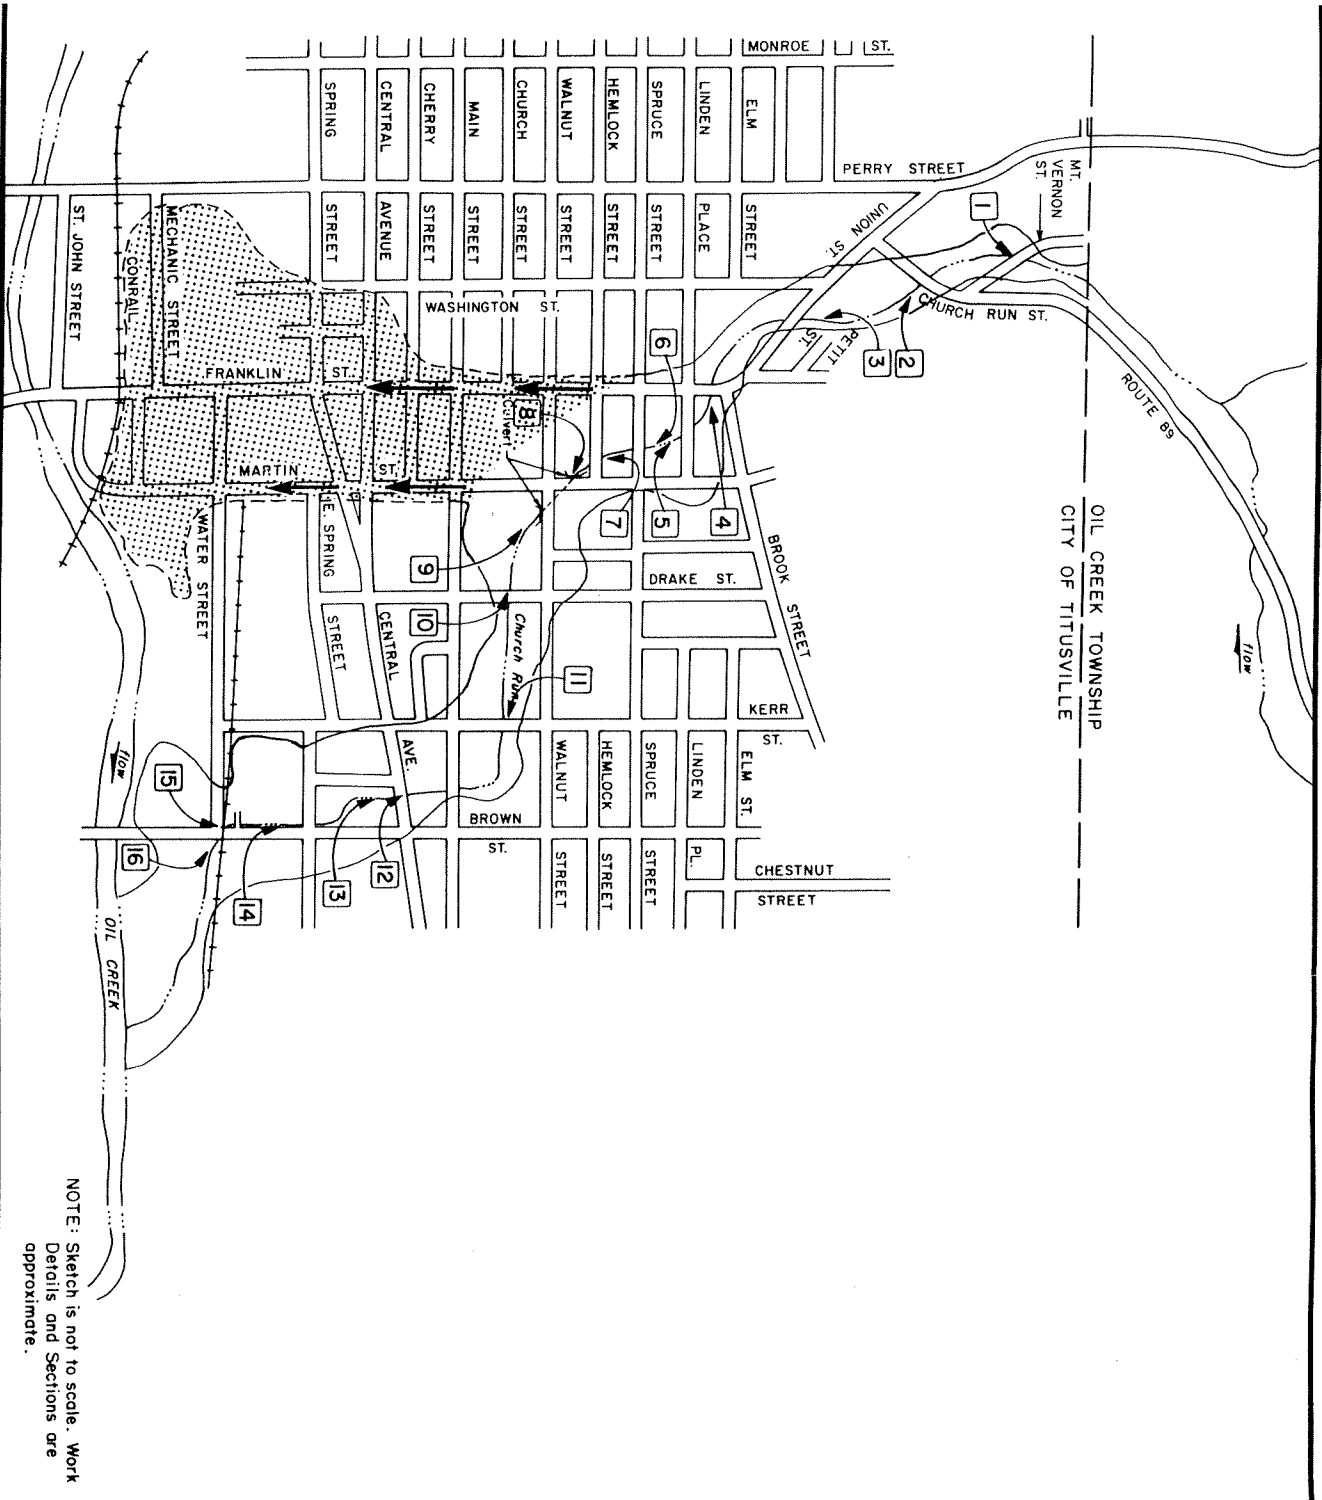 MONROE ST.
SPRING
CENTRAL
CHERRY
MAIN
CHURCH
WALNUT
HEMLOCK
SPRUCE
LINDEN
ELM
PERRY STREET
MT.
VERNON
ST.
ST. JOHN STREET
CONRAIL
MECHANIC STREET
STREET
AVENUE
STREET
STREET
STREET
STREET
STREET
STREET
PLACE
STREET
UNION
ST.
1
CHURCH RUN ST.
WASHINGTON ST.
PETIT
ST.
2
3
6
ROUTE 89
FRANKLIN ST.
8
Culvert
MARTIN ST.
WATER STREET
E. SPRING
STREET
9
7
5
4
DRAKE ST.
BROOK
STREET
OIL CREEK TOWNSHIP
CITY OF TITUSVILLE
flow
CENTRAL
10
Church Run
11
KERR
ST.
AVE.
WALNUT
HEMLOCK
SPRUCE
LINDEN
ELM ST.
flow
15
BROWN
ST.
16
14
13
12
STREET
STREET
STREET
PL.
CHESTNUT
STREET
OIL CREEK
NOTE: Sketch is not to scale. Work
Details and Sections are
approximate.